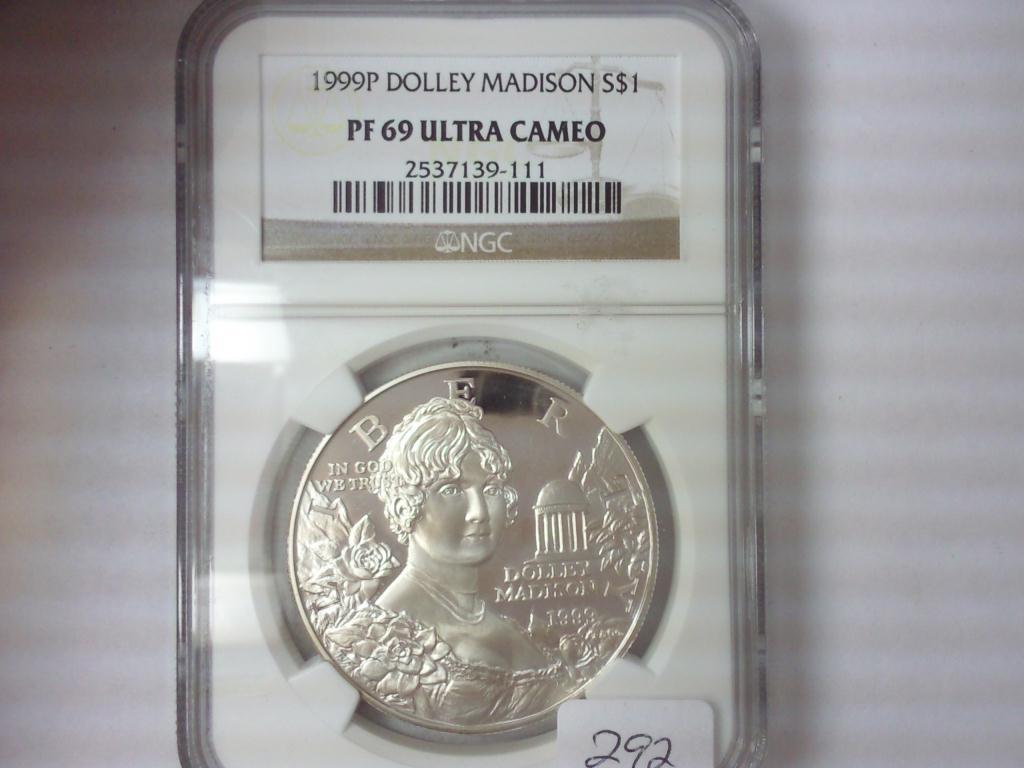 1999P DOLLEY MADISON S$1
PF 69 ULTRA CAMEO
2537139-111
NGC
LIBERTY
IN GOD
WE TRUST
DOLLEY
MADISON
1999
292